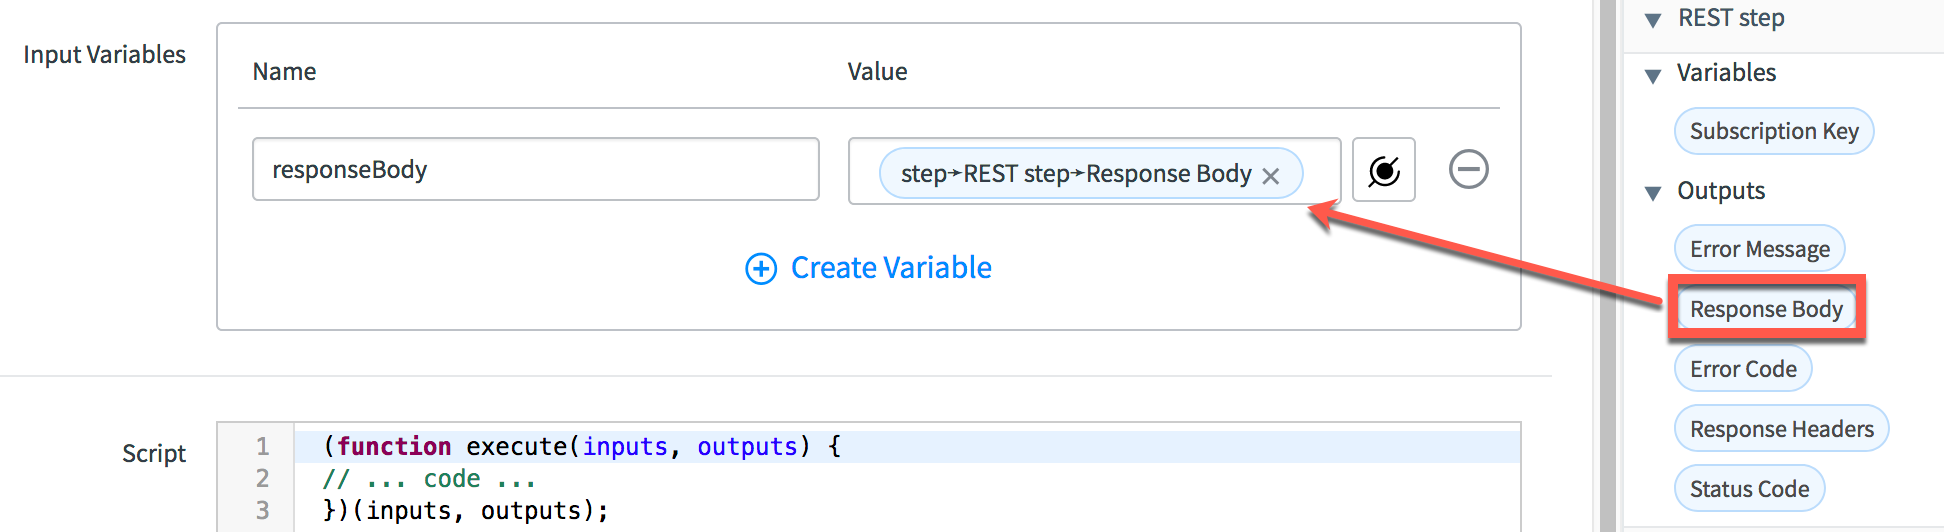 Input Variables
Name
Value
responseBody
step→REST step→Response Body ×
Create Variable
Script
1 (function execute(inputs, outputs) {
2 // ... code ...
3 })(inputs, outputs);
REST step
Variables
Subscription Key
Outputs
Error Message
Response Body
Error Code
Response Headers
Status Code